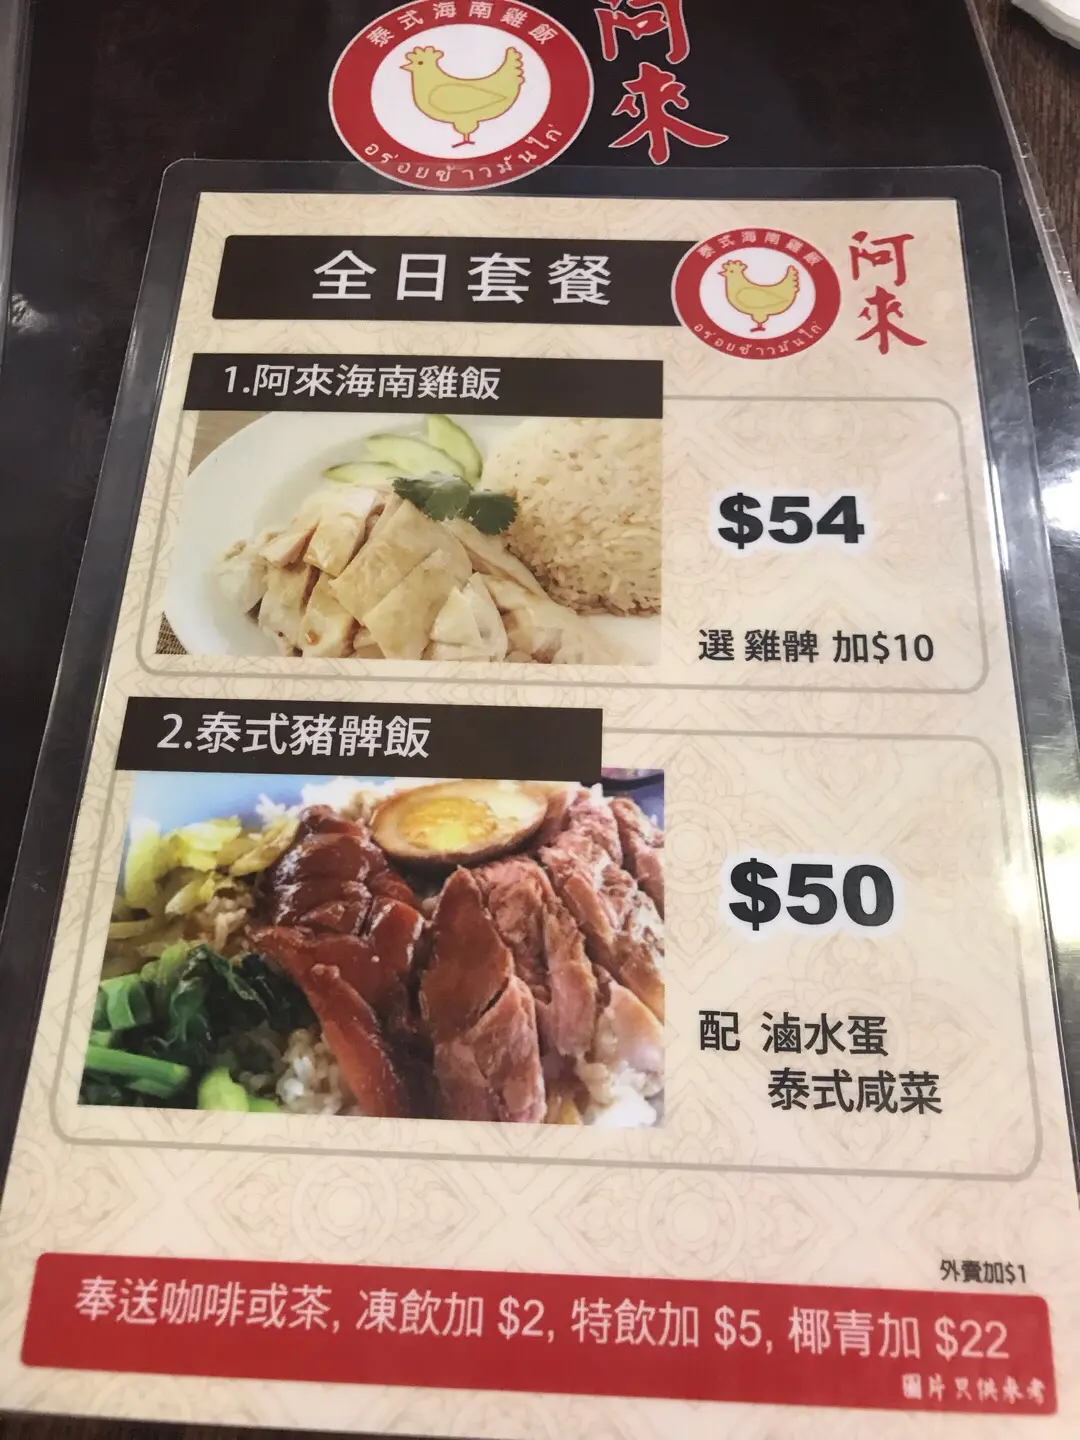 泰式海南雞飯
阿來
อร่อยข้าวมันไก่
全日套餐
泰式海南雞飯
阿來
อร่อยข้าวมันไก่
1.阿來海南雞飯
$54
選 雞髀 加$10
2.泰式豬髀飯
$50
配 滷水蛋
泰式咸菜
外賣加$1
奉送咖啡或茶, 凍飲加 $2, 特飲加 $5, 椰青加 $22
圖片只供參考